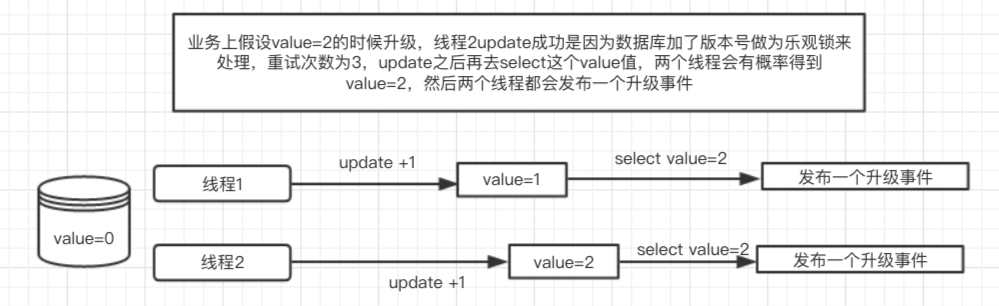 业务上假设value=2的时候升级，线程2update成功是因为数据库加了版本号做为乐观锁来
处理，重试次数为3，update之后再去select这个value值，两个线程会有概率得到
value=2，然后两个线程都会发布一个升级事件
线程1
update +1
value=1
select value=2
发布一个升级事件
value=0
线程2
update +1
value=2
select value=2
发布一个升级事件